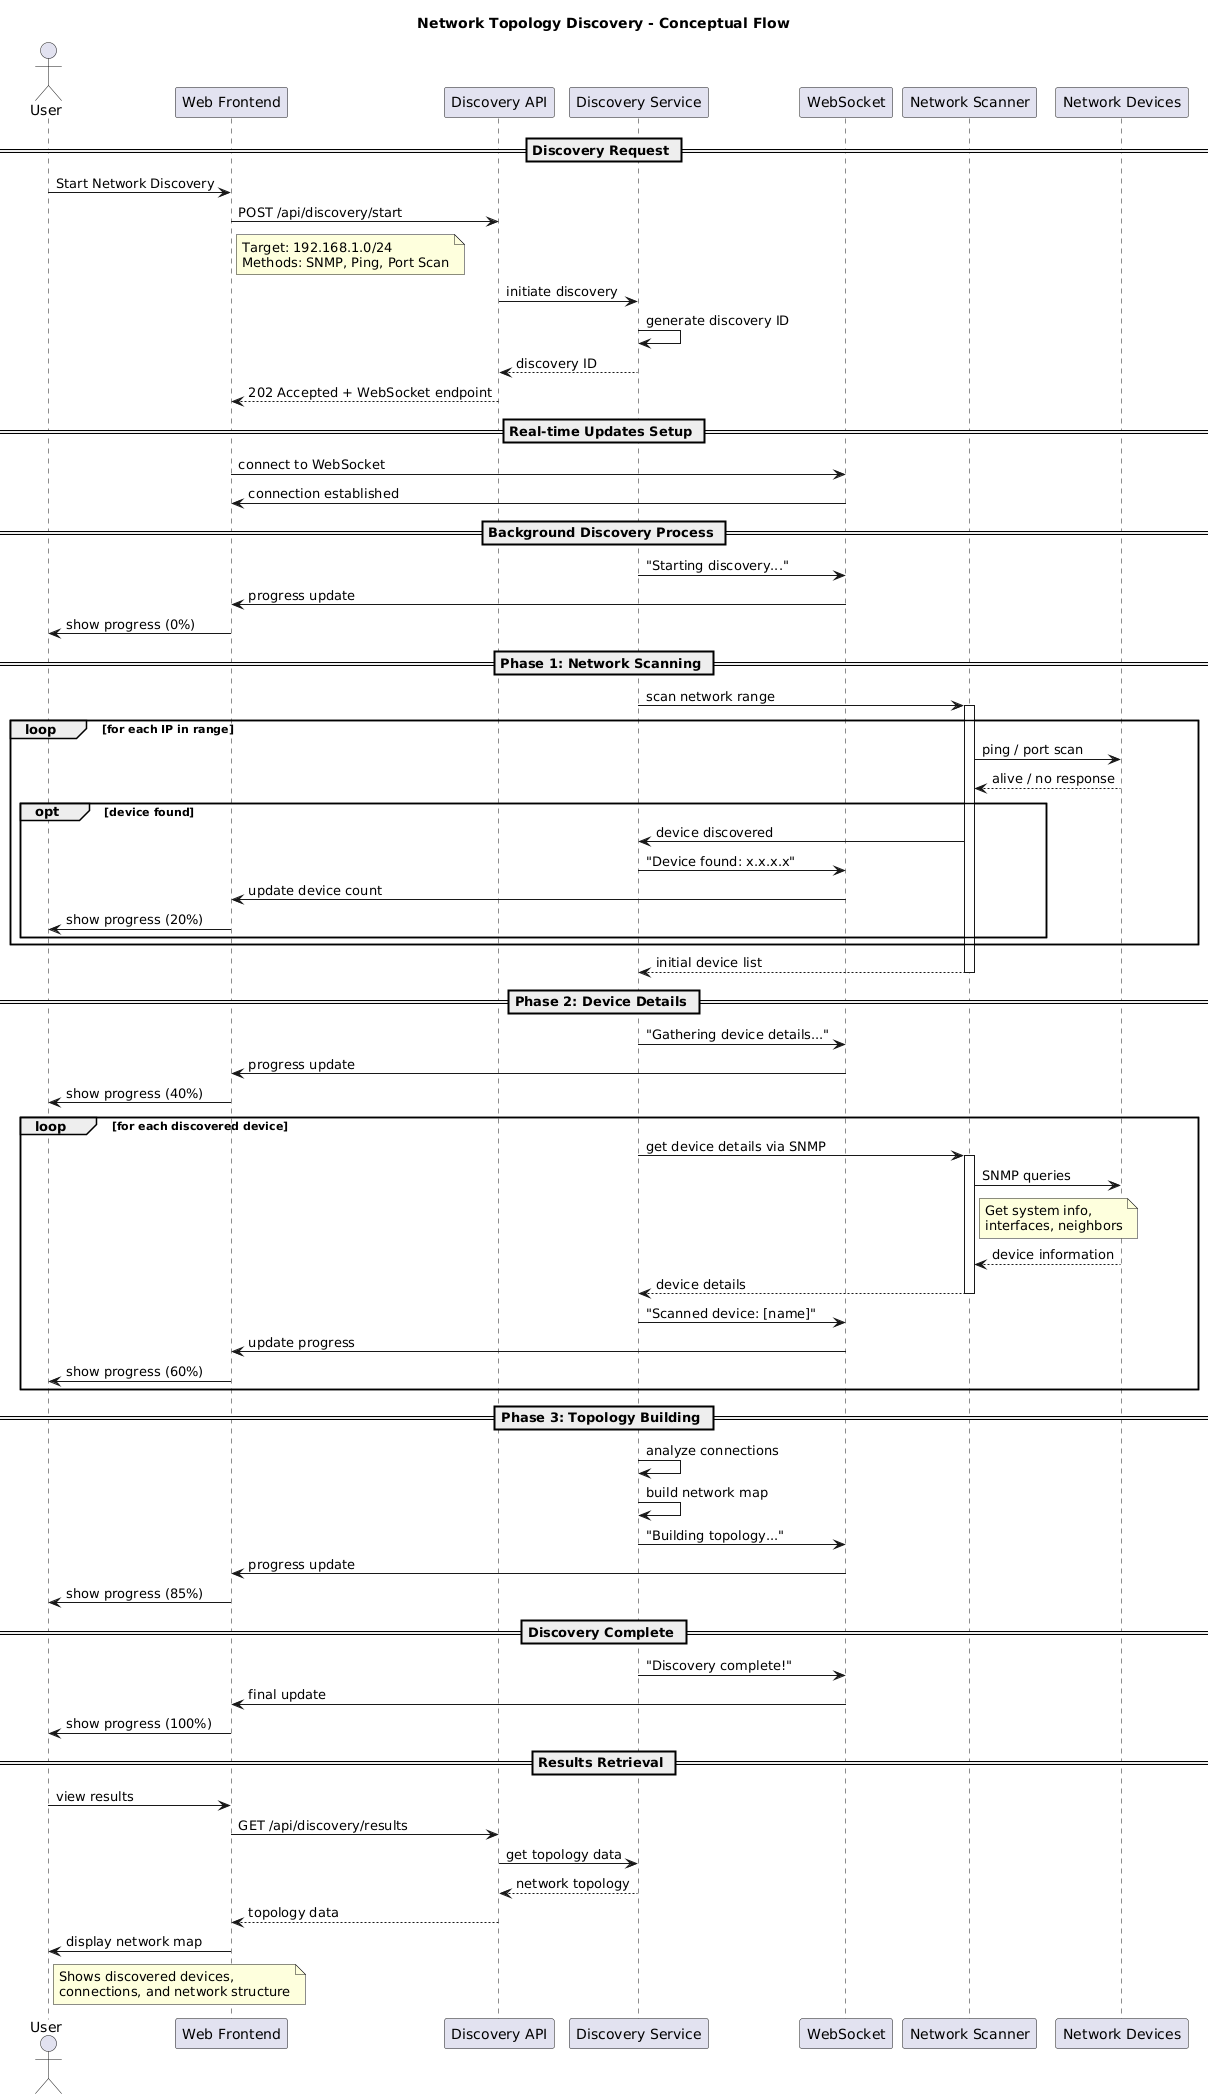 Network Topology Discovery - Conceptual Flow
User
Web Frontend
Discovery API
Discovery Service
WebSocket
Network Scanner
Network Devices
Discovery Request
Start Network Discovery
POST /api/discovery/start
Target: 192.168.1.0/24
Methods: SNMP, Ping, Port Scan
initiate discovery
generate discovery ID
discovery ID
202 Accepted + WebSocket endpoint
Real-time Updates Setup
connect to WebSocket
connection established
Background Discovery Process
"Starting discovery..."
progress update
show progress (0%)
Phase 1: Network Scanning
scan network range
loop
[for each IP in range]
ping / port scan
alive / no response
opt
[device found]
device discovered
"Device found: x.x.x.x"
update device count
show progress (20%)
initial device list
Phase 2: Device Details
"Gathering device details..."
progress update
show progress (40%)
loop
[for each discovered device]
get device details via SNMP
SNMP queries
Get system info,
interfaces, neighbors
device information
device details
"Scanned device: [name]"
update progress
show progress (60%)
Phase 3: Topology Building
analyze connections
build network map
"Building topology..."
progress update
show progress (85%)
Discovery Complete
"Discovery complete!"
final update
show progress (100%)
Results Retrieval
view results
GET /api/discovery/results
get topology data
network topology
topology data
display network map
Shows discovered devices,
connections, and network structure
User
Web Frontend
Discovery API
Discovery Service
WebSocket
Network Scanner
Network Devices